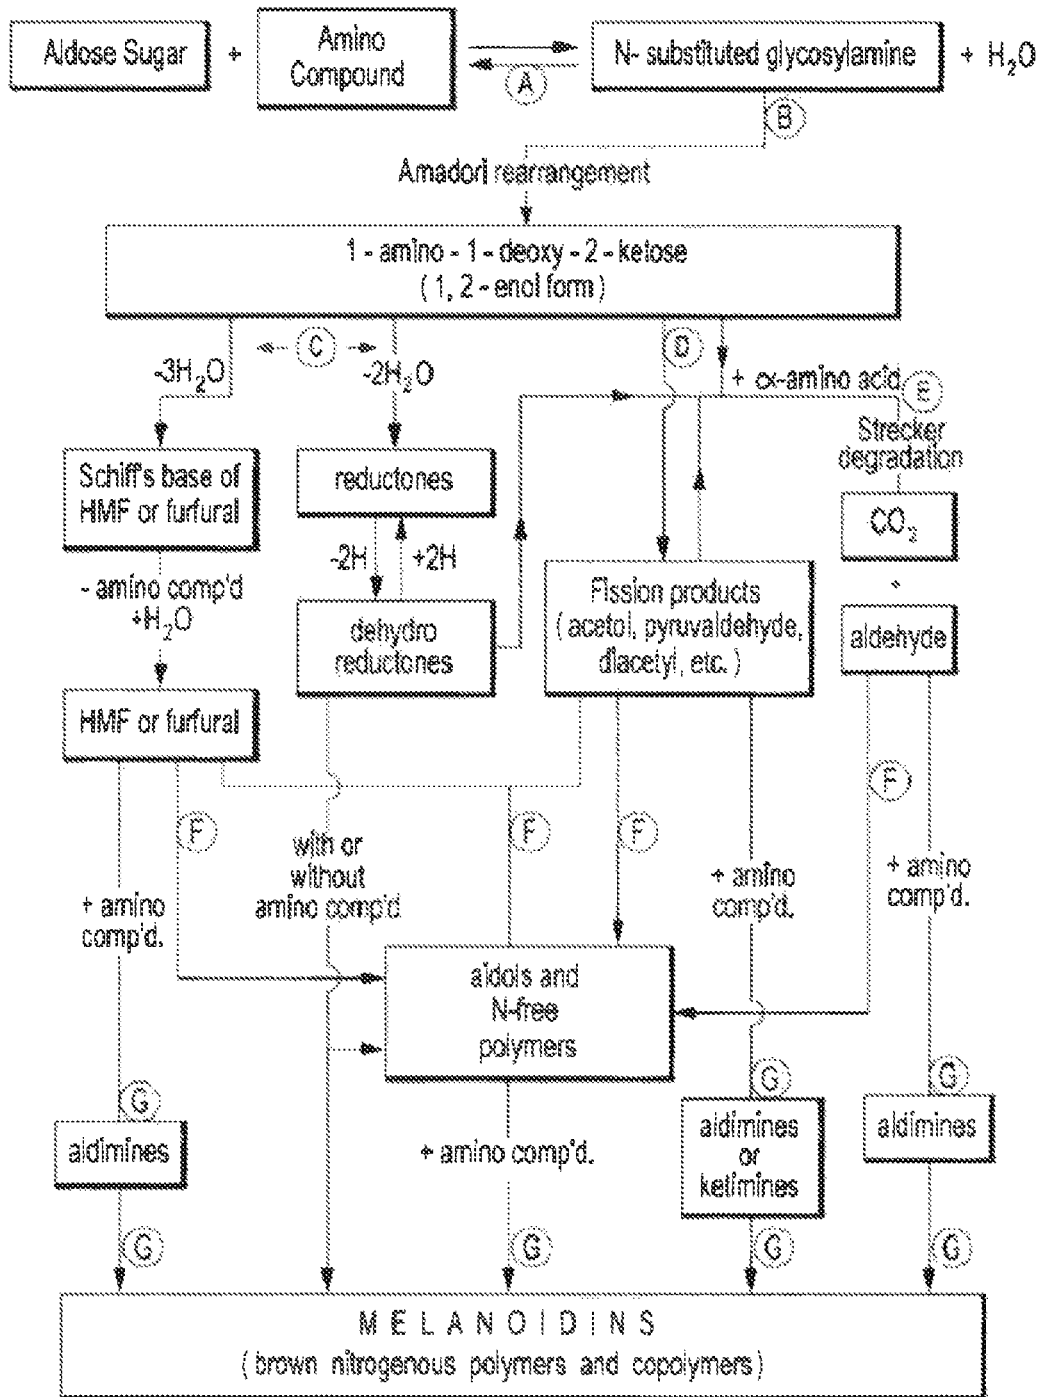 Aldose Sugar + Amino Compound A N- substituted glycosylamine + H₂O
B
Amadori rearrangement
1 - amino - 1 - deoxy - 2 - ketose
( 1, 2 - enol form )
C
D
-3H₂O
-2H₂O
+ α-amino acid
E
Strecker
degradation
Schiff's base of
HMF or furfural
reductones
CO₂
+
- amino comp'd
+H₂O
-2H
+2H
Fission products
( acetol, pyruvaldehyde,
diacetyl, etc. )
aldehyde
dehydro
reductones
HMF or furfural
F
F
F
F
with or
without
amino comp'd
+ amino
comp'd.
+ amino
comp'd.
+ amino
comp'd.
aldols and
N-free
polymers
G
G
G
aldimines
+ amino comp'd.
aldimines
or
ketimines
aldimines
G
G
G
G
MELANOIDINS
( brown nitrogenous polymers and copolymers )